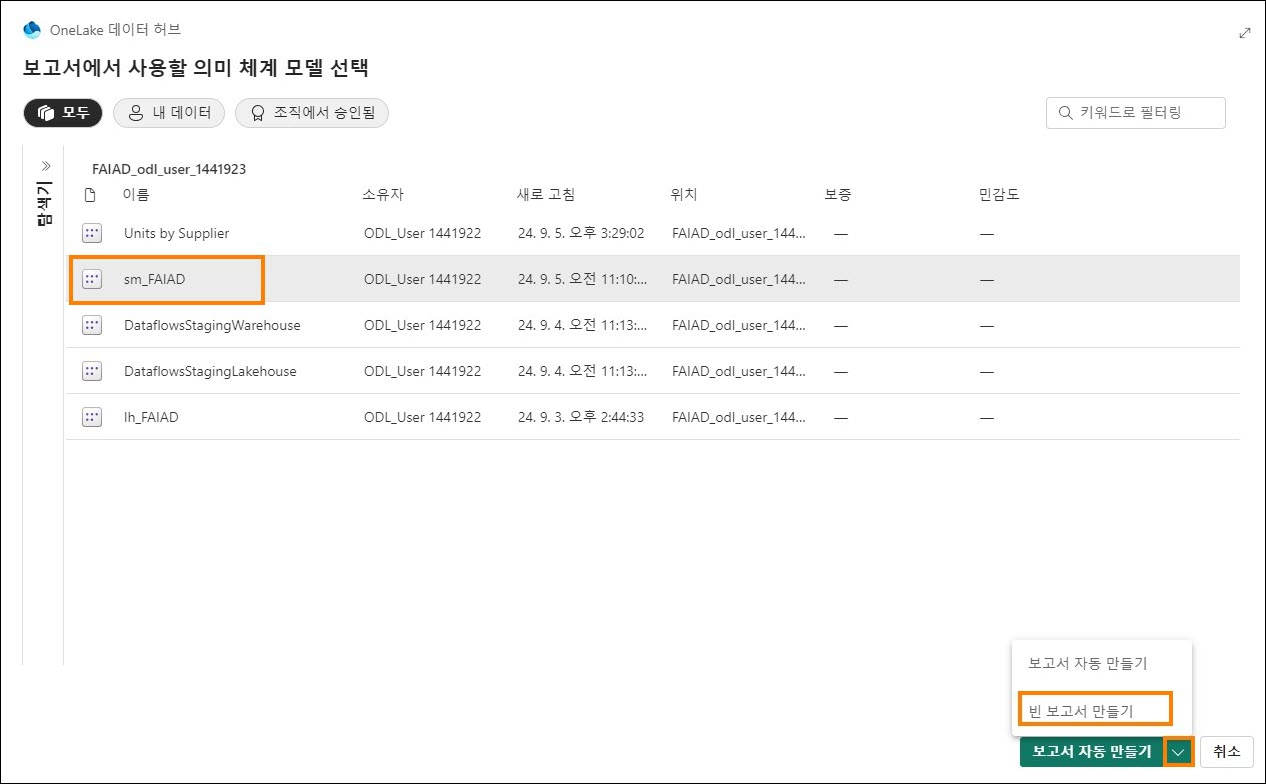 OneLake 데이터 허브
보고서에서 사용할 의미 체계 모델 선택
모두 내 데이터 조직에서 승인됨 키워드로 필터링
탐색기
FAIAD_odl_user_1441923
이름 소유자 새로 고침 위치 보증 민감도
Units by Supplier ODL_User 1441922 24. 9. 5. 오후 3:29:02 FAIAD_odl_user_144... — —
sm_FAIAD ODL_User 1441922 24. 9. 5. 오전 11:10:... FAIAD_odl_user_144... — —
DataflowsStagingWarehouse ODL_User 1441922 24. 9. 4. 오전 11:13:... FAIAD_odl_user_144... — —
DataflowsStagingLakehouse ODL_User 1441922 24. 9. 4. 오전 11:13:... FAIAD_odl_user_144... — —
lh_FAIAD ODL_User 1441922 24. 9. 3. 오후 2:44:33 FAIAD_odl_user_144... — —
보고서 자동 만들기
빈 보고서 만들기
보고서 자동 만들기 취소